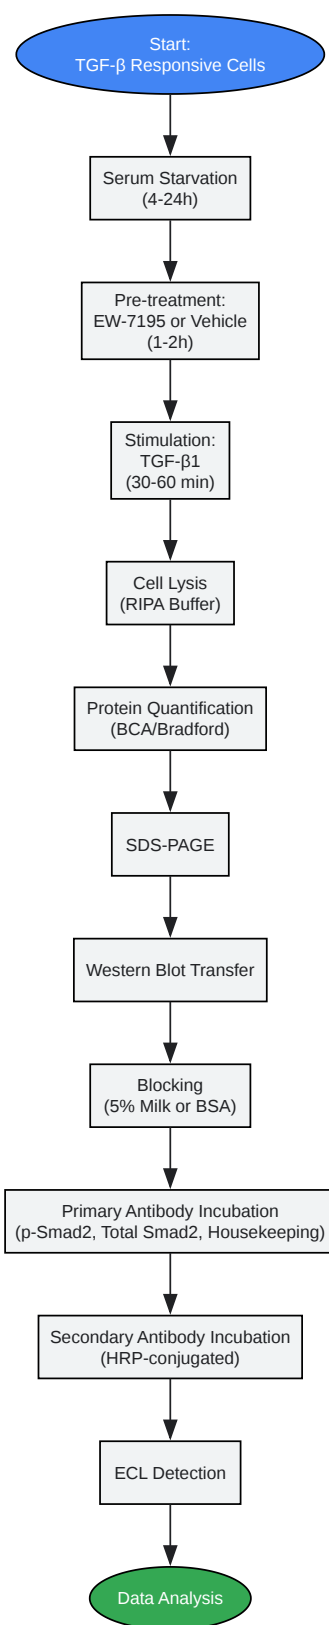 Start:
TGF-β Responsive Cells
Serum Starvation
(4-24h)
Pre-treatment:
EW-7195 or Vehicle
(1-2h)
Stimulation:
TGF-β1
(30-60 min)
Cell Lysis
(RIPA Buffer)
Protein Quantification
(BCA/Bradford)
SDS-PAGE
Western Blot Transfer
Blocking
(5% Milk or BSA)
Primary Antibody Incubation
(p-Smad2, Total Smad2, Housekeeping)
Secondary Antibody Incubation
(HRP-conjugated)
ECL Detection
Data Analysis